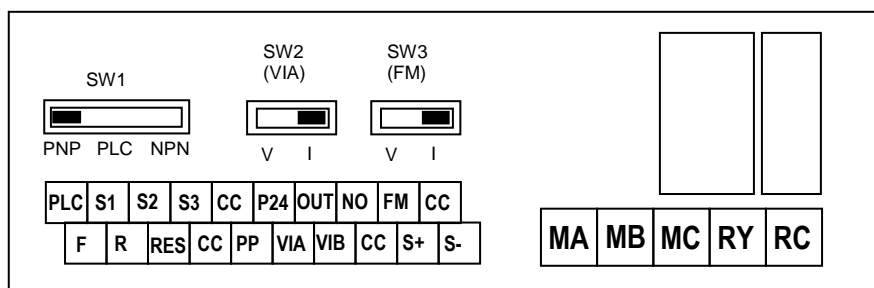 SW1
SW2
(VIA)
SW3
(FM)
PNP PLC NPN
V I
V I
PLC S1 S2 S3 CC P24 OUT NO FM CC
F R RES CC PP VIA VIB CC S+ S-
MA MB MC RY RC